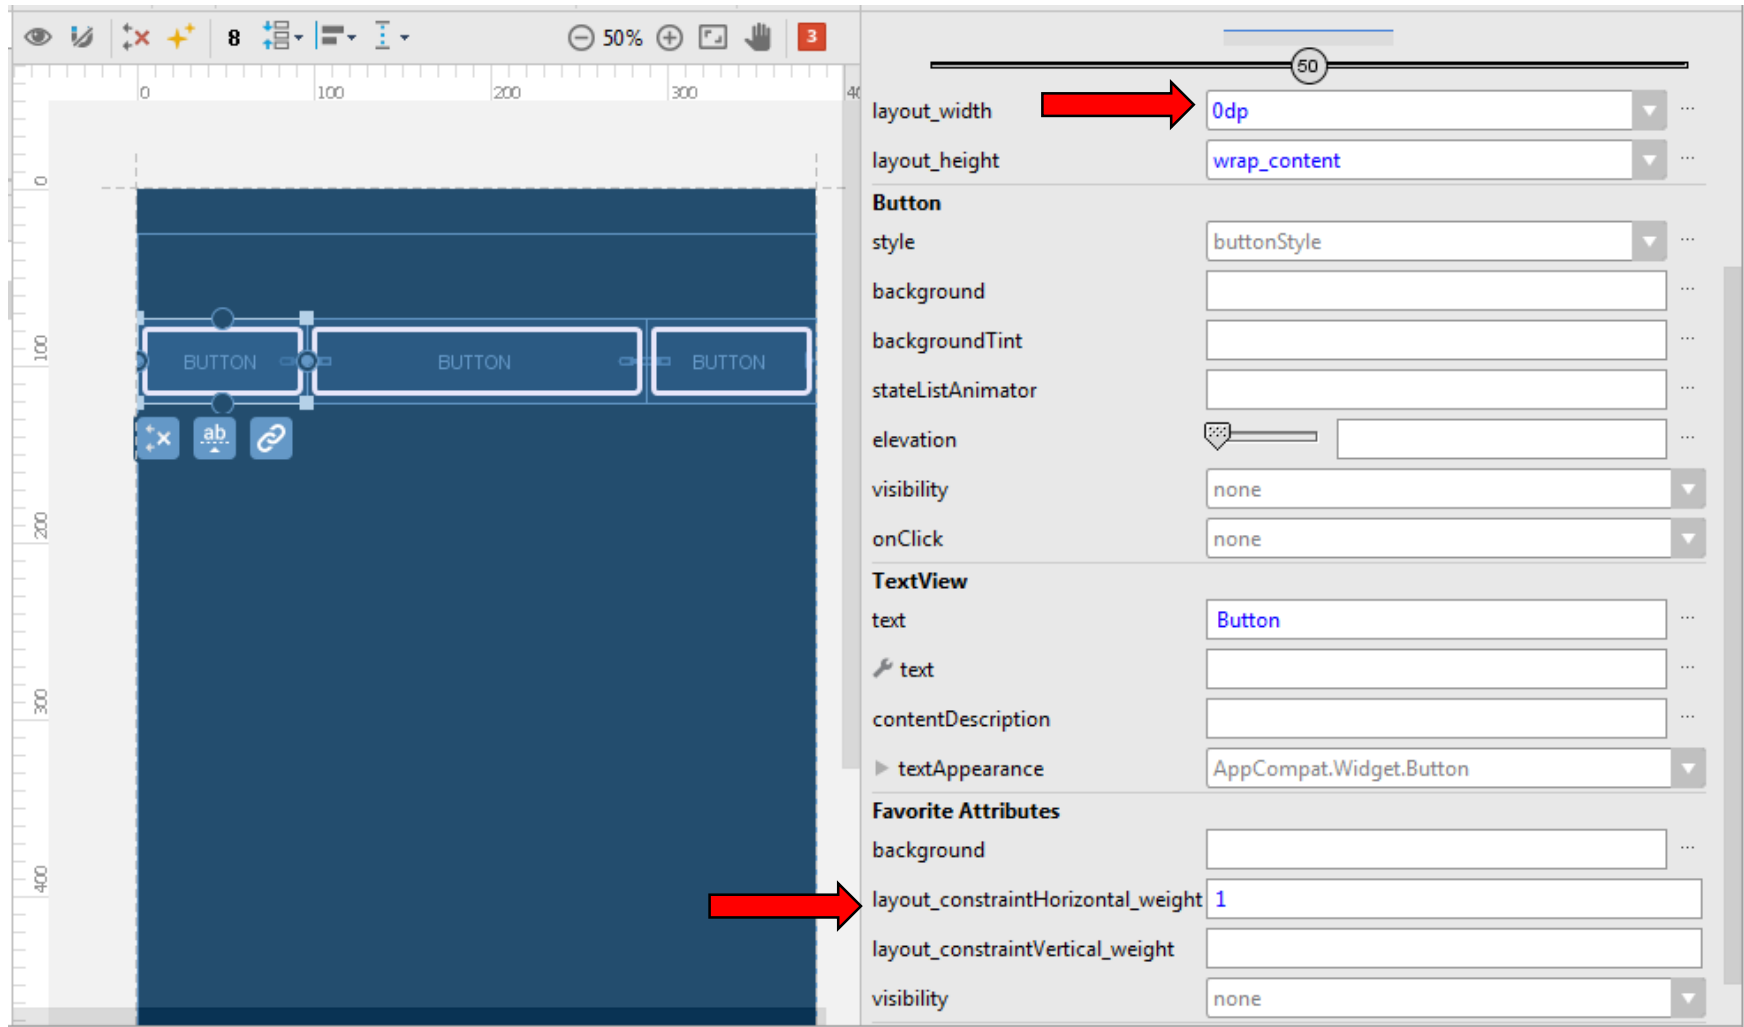 8 50% 3
0 100 200 300 40
0
100
200
300
400
BUTTON BUTTON BUTTON
ab
50
layout_width 0dp ...
layout_height wrap_content ...
Button
style buttonStyle ...
background ...
backgroundTint ...
stateListAnimator ...
elevation ...
visibility none
onClick none
TextView
text Button ...
text ...
contentDescription ...
textAppearance AppCompat.Widget.Button
Favorite Attributes
background ...
layout_constraintHorizontal_weight 1
layout_constraintVertical_weight
visibility none